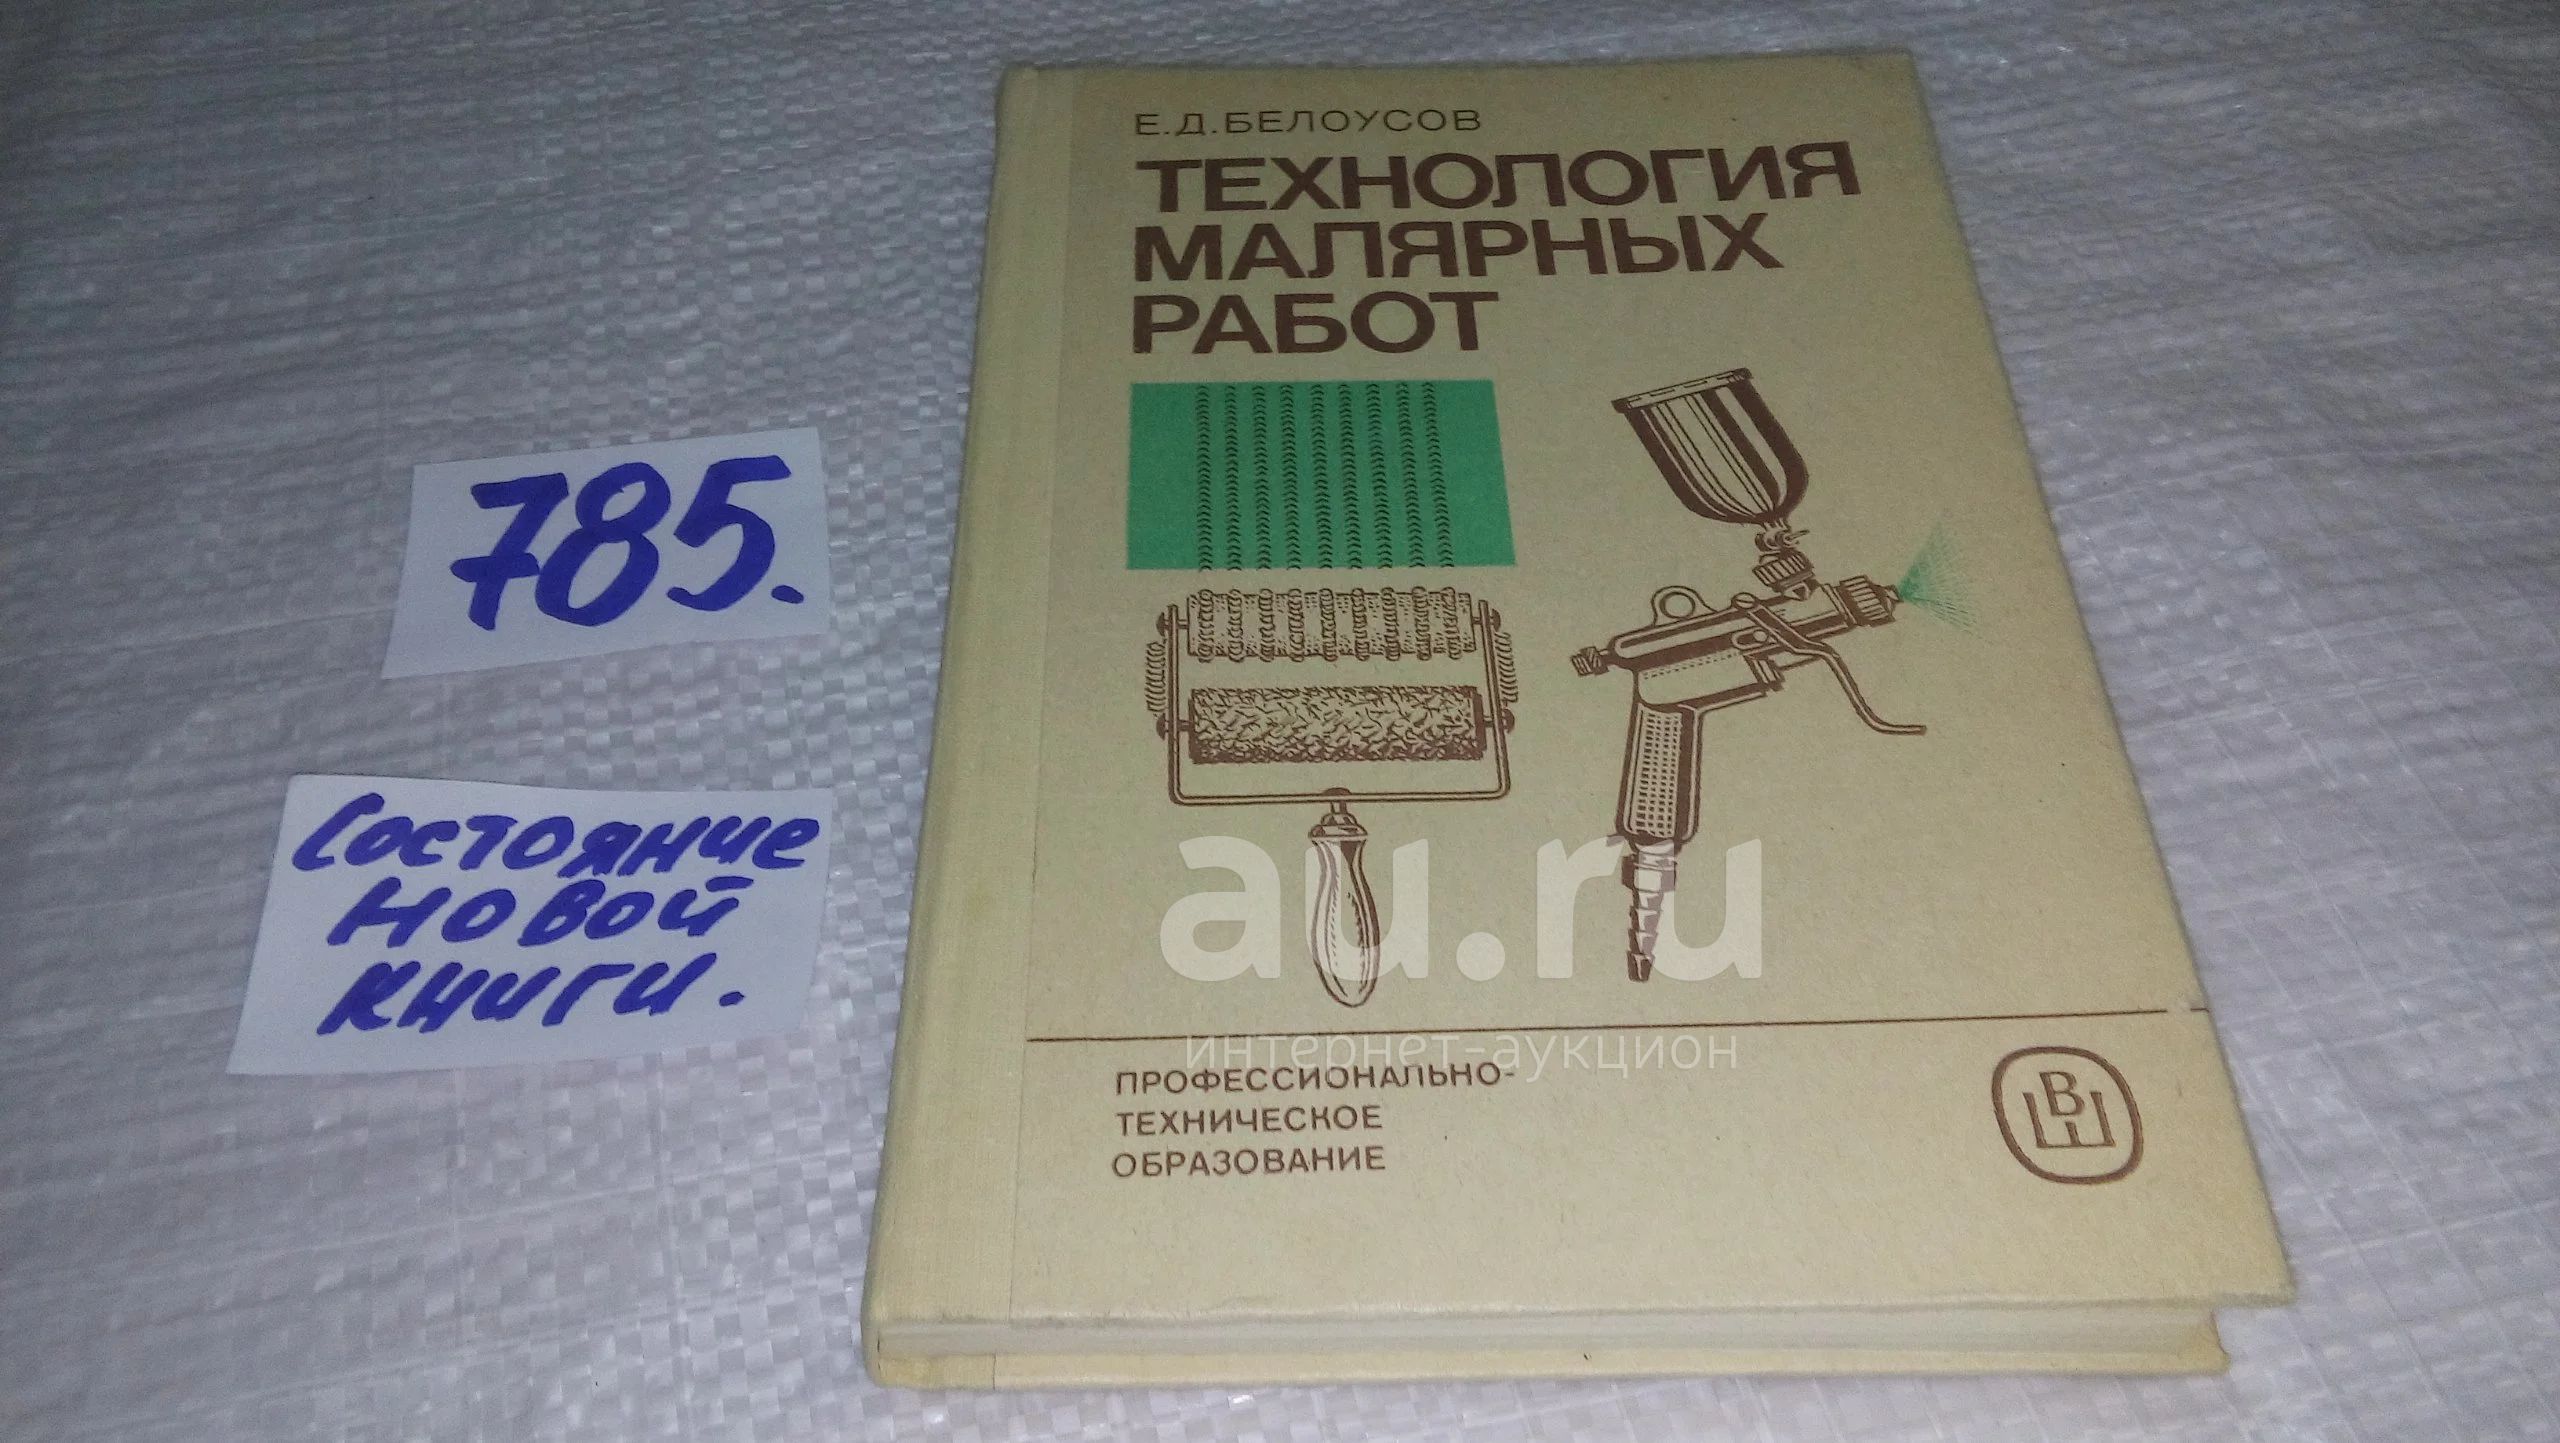 Е.Д.БЕЛОУСОВ
ТЕХНОЛОГИЯ
МАЛЯРНЫХ
РАБОТ
785.
Состояние
новой
книги.
au.ru
интернет-аукцион
ПРОФЕССИОНАЛЬНО-
ТЕХНИЧЕСКОЕ
ОБРАЗОВАНИЕ
ВШ